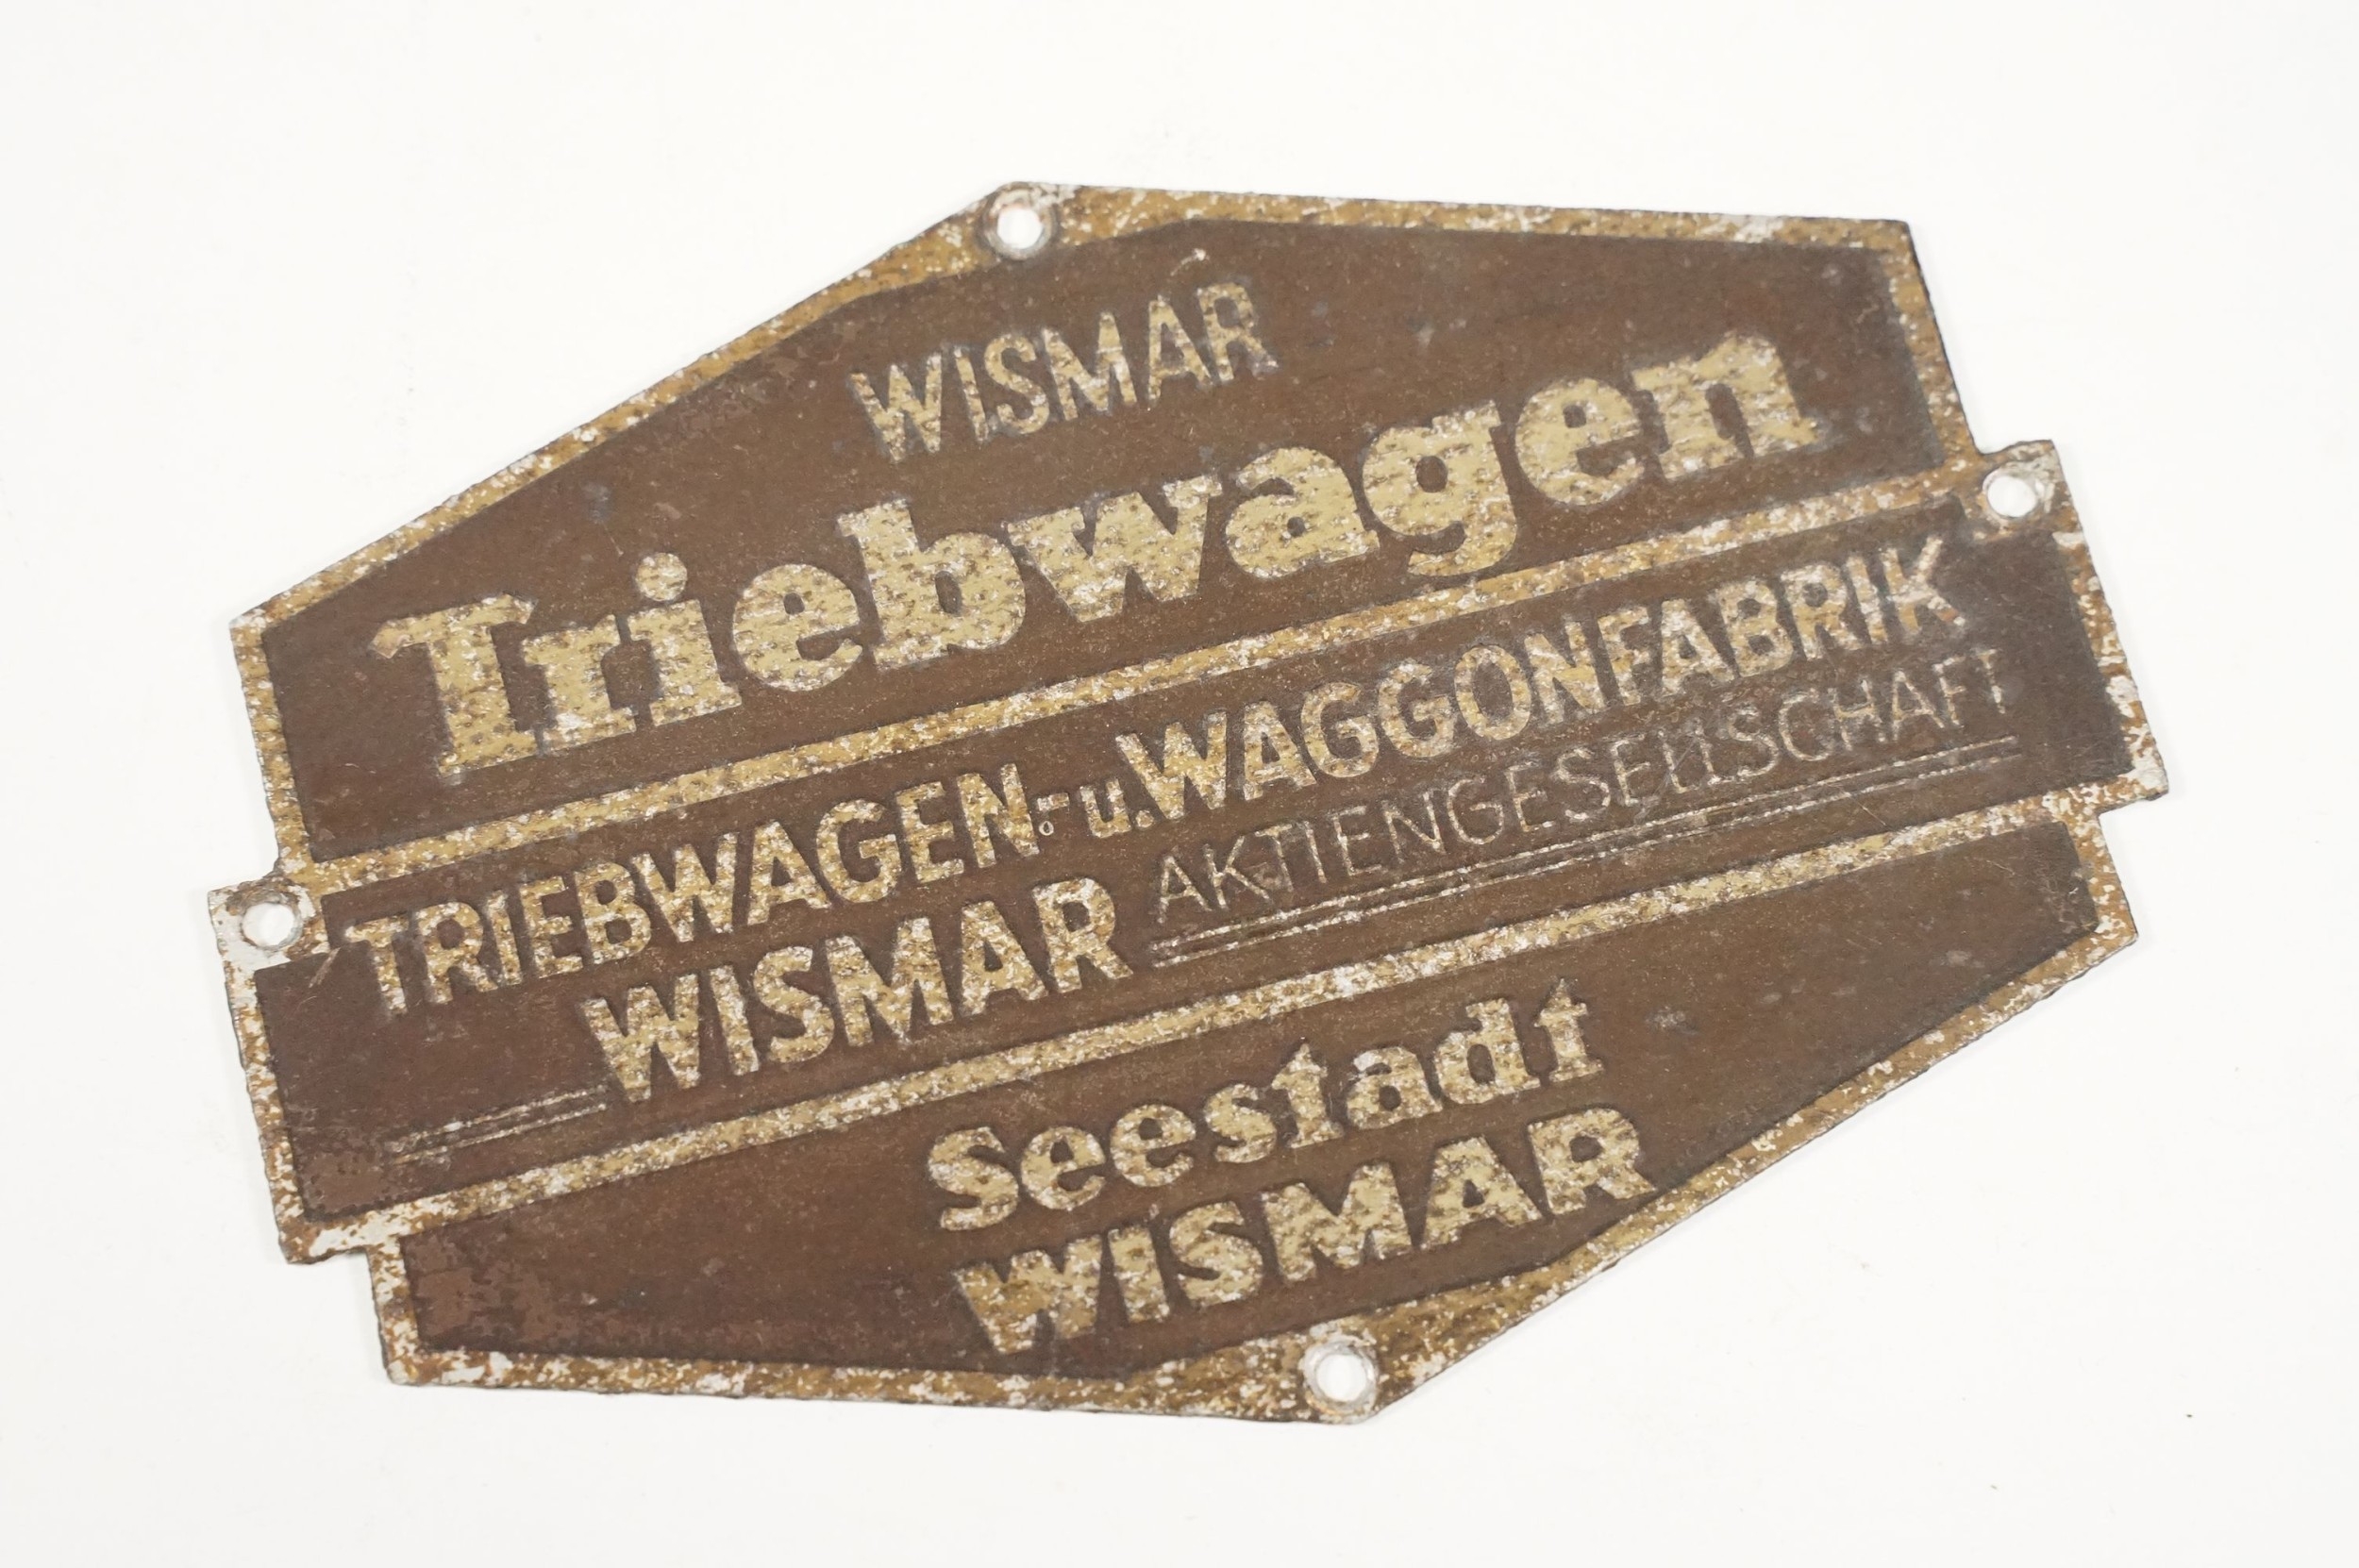 WISMAR
Triebwagen
TRIEBWAGEN- u. WAGGONFABRIK
WISMAR AKTIENGESELLSCHAFT
Seestadt
WISMAR